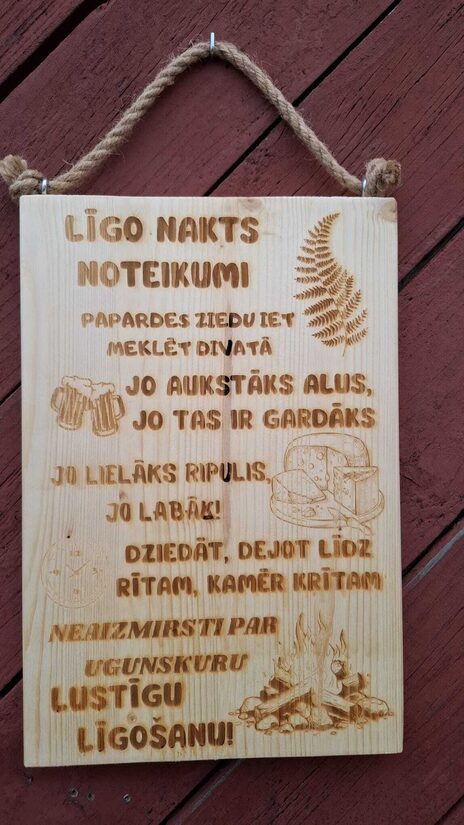 LĪGO NAKTS
NOTEIKUMI
PAPARDES ZIEDU IET
MEKLĒT DIVATĀ
JO AUKSTĀKS ALUS,
JO TAS IR GARDĀKS
JO LIELĀKS RIPULIS,
JO LABĀK!
DZIEDĀT, DEJOT LĪDZ
RĪTAM, KAMĒR KRĪTAM
NEAIZMIRSTI PAR
UGUNSKURU
LUSTĪGU
LĪGOŠANU!